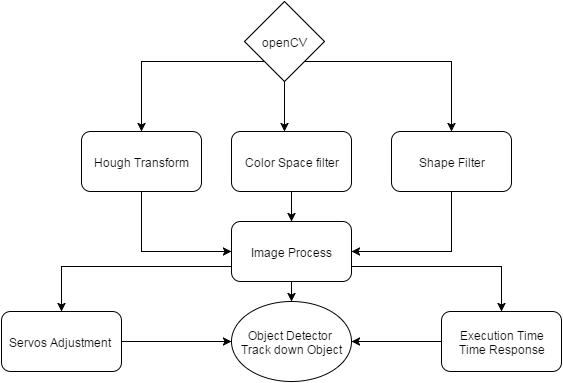 openCV
Hough Transform
Color Space filter
Shape Filter
Image Process
Servos Adjustment
Object Detector
Track down Object
Execution Time
Time Response